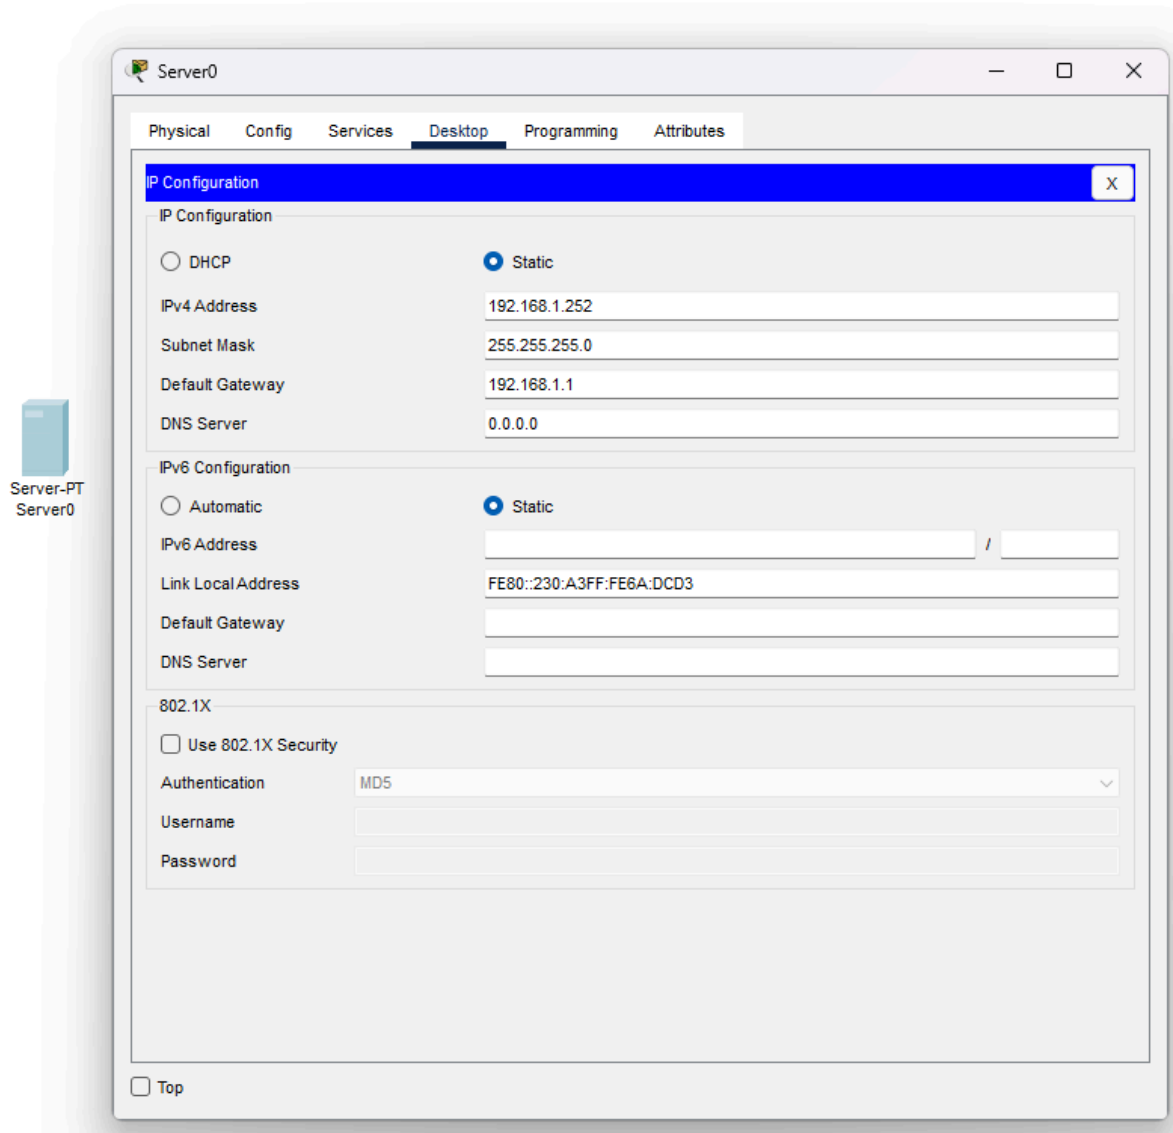 Server0
Physical Config Services Desktop Programming Attributes
IP Configuration X
IP Configuration
DHCP Static
IPv4 Address 192.168.1.252
Subnet Mask 255.255.255.0
Default Gateway 192.168.1.1
DNS Server 0.0.0.0
IPv6 Configuration
Automatic Static
IPv6 Address /
Link Local Address FE80::230:A3FF:FE6A:DCD3
Default Gateway
DNS Server
802.1X
Use 802.1X Security
Authentication MD5
Username
Password
Top
Server-PT
Server0